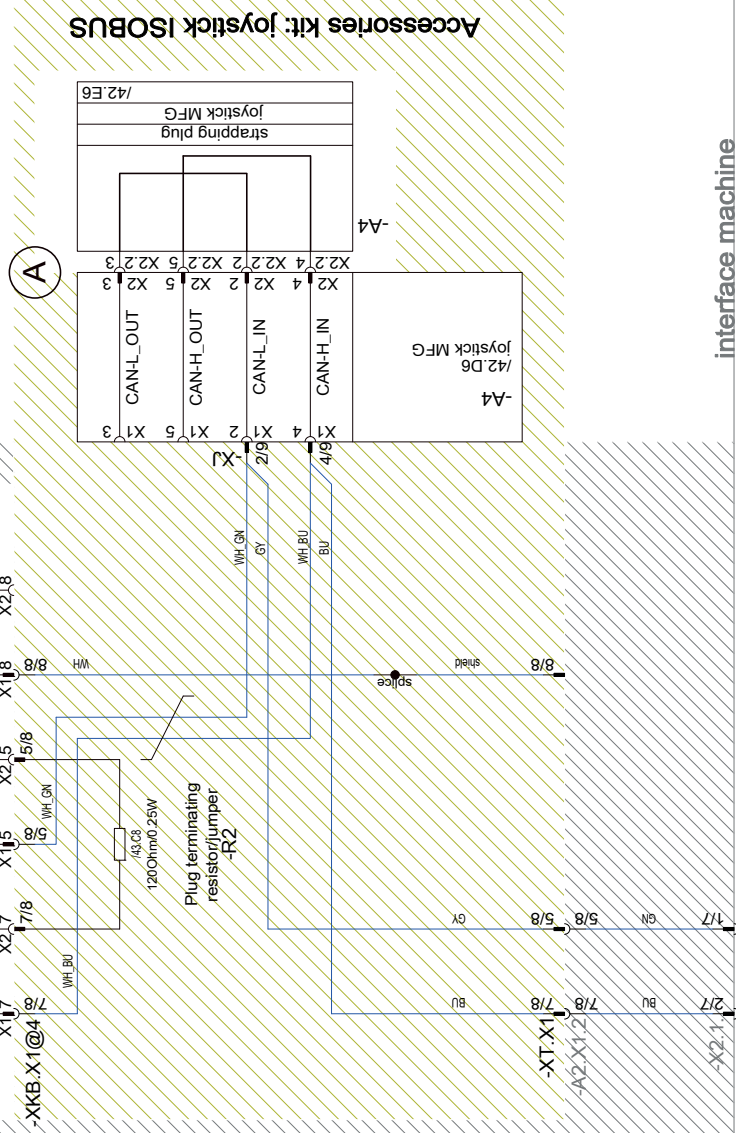 Accessories kit: joystick ISOBUS
/42.E6
joystick MFG
strapping plug
-A4
A
X2.2 3
X2.2 5
X2.2 2
X2.2 4
X2 3
X2 5
X2 2
X2 4
CAN-L_OUT
CAN-H_OUT
CAN-L_IN
CAN-H_IN
joystick MFG
/42.D6
-A4
X1 3
X1 5
X1 2
X1 4
-XJ
2/9
4/9
interface machine
WH_GN
GY
WH_BU
BU
X2 8
X1 8
8/8
WH
splice
shield
8/8
X2 5
5/8
WH_GN
X1 5
5/8
/43.C8
120Ohm/0.25W
Plug terminating
resistor/jumper
-R2
X2 7
7/8
WH_BU
X1 7
7/8
-XKB.X1@4
GY
5/8
5/8
GN
1/7
BU
7/8
7/8
BU
2/7
-XT.X1
-A2.X1.2
-X2.1.